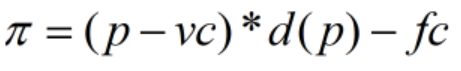 π = (p − vc) * d(p) − fc